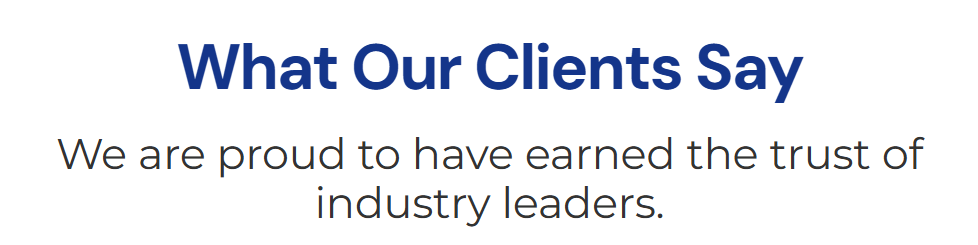 What Our Clients Say
We are proud to have earned the trust of
industry leaders.